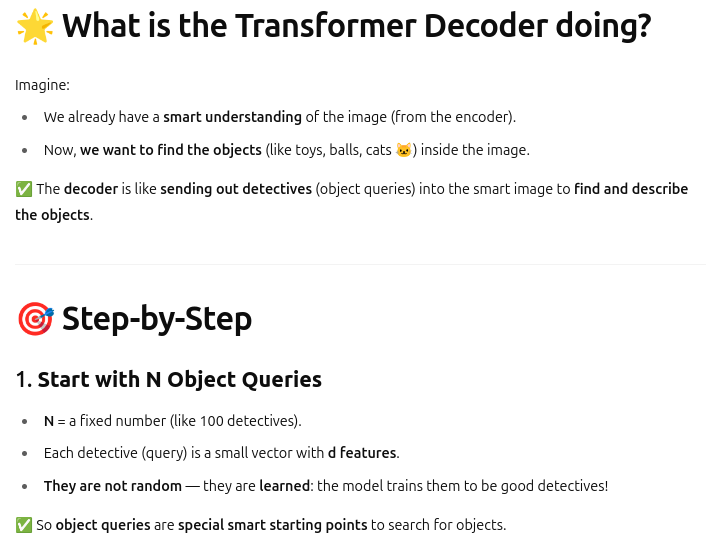 🌟 What is the Transformer Decoder doing?
Imagine:
• We already have a smart understanding of the image (from the encoder).
• Now, we want to find the objects (like toys, balls, cats 🐱) inside the image.
✅ The decoder is like sending out detectives (object queries) into the smart image to find and describe
the objects.
🎯 Step-by-Step
1. Start with N Object Queries
• N = a fixed number (like 100 detectives).
• Each detective (query) is a small vector with d features.
• They are not random — they are learned: the model trains them to be good detectives!
✅ So object queries are special smart starting points to search for objects.